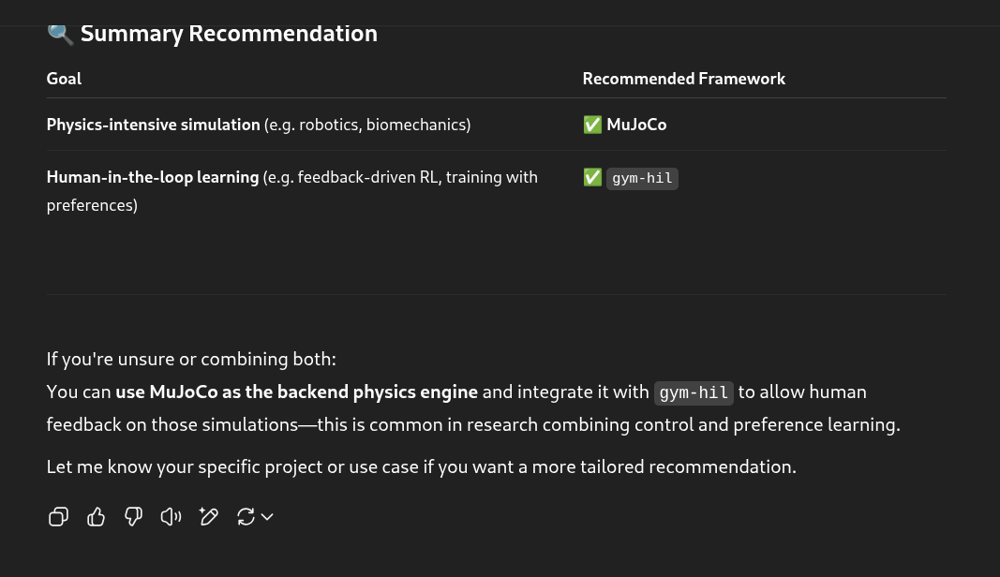 🔍 Summary Recommendation
Goal Recommended Framework
Physics-intensive simulation (e.g. robotics, biomechanics) ✅ MuJoCo
Human-in-the-loop learning (e.g. feedback-driven RL, training with ✅ gym-hil
preferences)
If you're unsure or combining both:
You can use MuJoCo as the backend physics engine and integrate it with gym-hil to allow human
feedback on those simulations—this is common in research combining control and preference learning.
Let me know your specific project or use case if you want a more tailored recommendation.